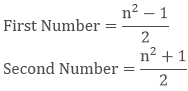 First Number = (n² − 1)/2
Second Number = (n² + 1)/2